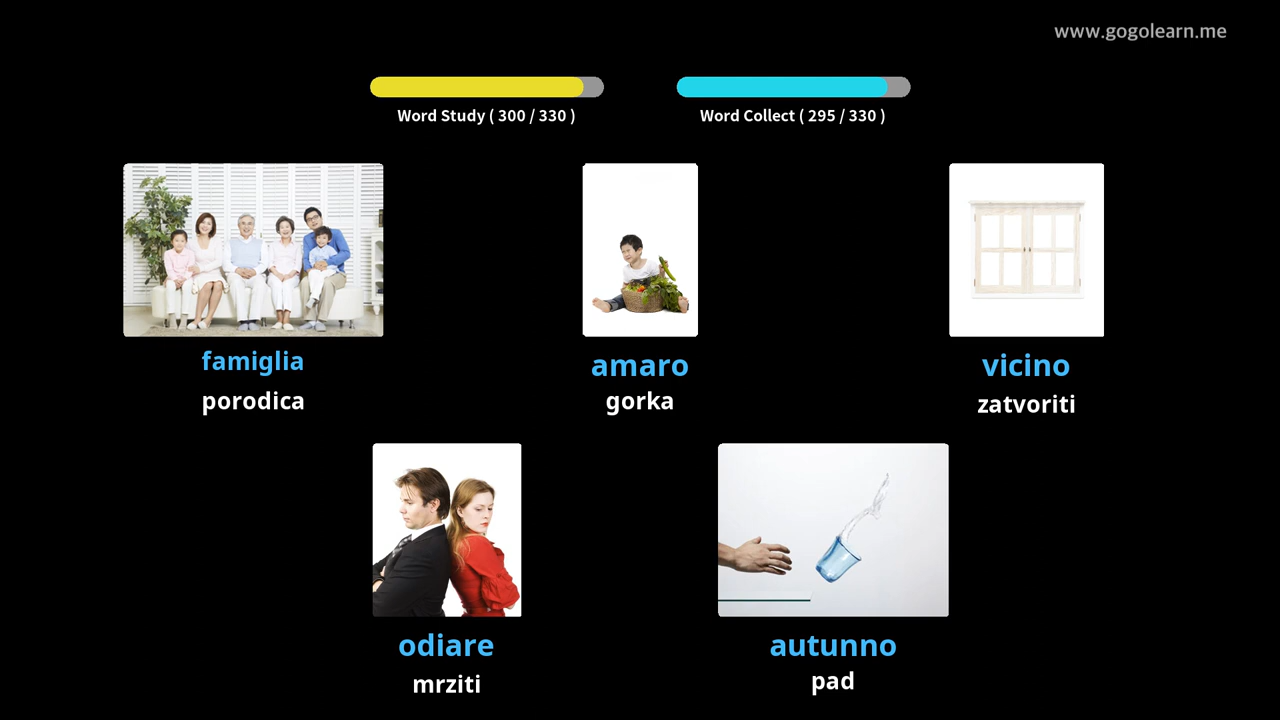 www.gogolearn.me
Word Study ( 300 / 330 )
Word Collect ( 295 / 330 )
famiglia
porodica
amaro
gorka
vicino
zatvoriti
odiare
mrziti
autunno
pad